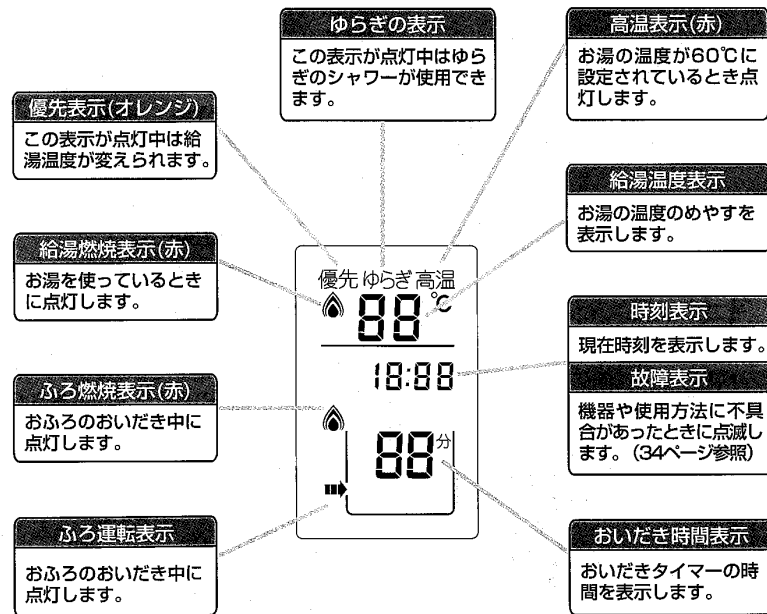 ゆらぎの表示
この表示が点灯中はゆら
ぎのシャワーが使用でき
ます。
高温表示(赤)
お湯の温度が60℃に
設定されているとき点
灯します。
優先表示(オレンジ)
この表示が点灯中は給
湯温度が変えられます。
給湯温度表示
お湯の温度のめやすを
表示します。
給湯燃焼表示(赤)
お湯を使っているとき
に点灯します。
優先 ゆらぎ 高温
88℃
18:88
88分
時刻表示
現在時刻を表示します。
故障表示
機器や使用方法に不具
合があったときに点滅し
ます。(34ページ参照)
ふろ燃焼表示(赤)
おふろのおいだき中に
点灯します。
ふろ運転表示
おふろのおいだき中に
点灯します。
おいだき時間表示
おいだきタイマーの時
間を表示します。